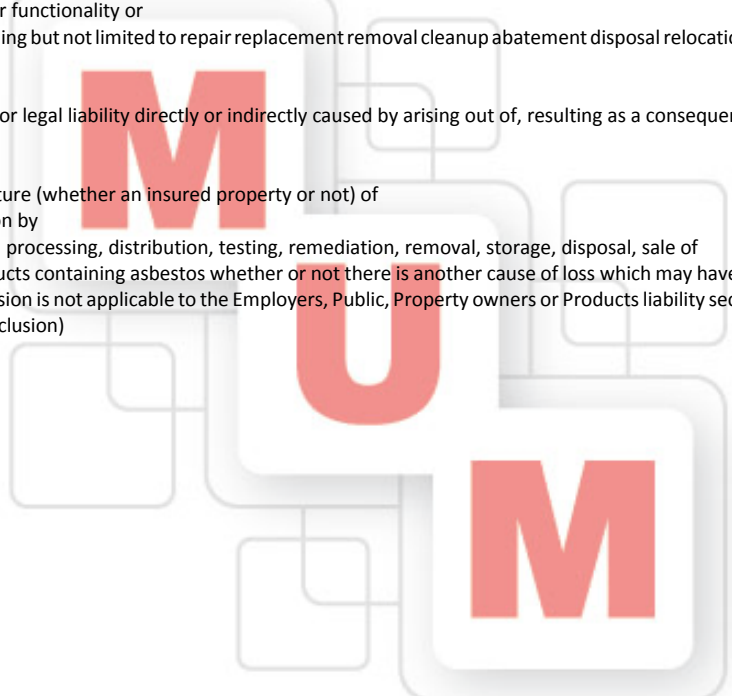 r functionality or
ing but not limited to repair replacement removal cleanup abatement disposal relocatio
or legal liability directly or indirectly caused by arising out of, resulting as a consequen
ture (whether an insured property or not) of
on by
processing, distribution, testing, remediation, removal, storage, disposal, sale of
ucts containing asbestos whether or not there is another cause of loss which may have
sion is not applicable to the Employers, Public, Property owners or Products liability sec
clusion)
M
U
M